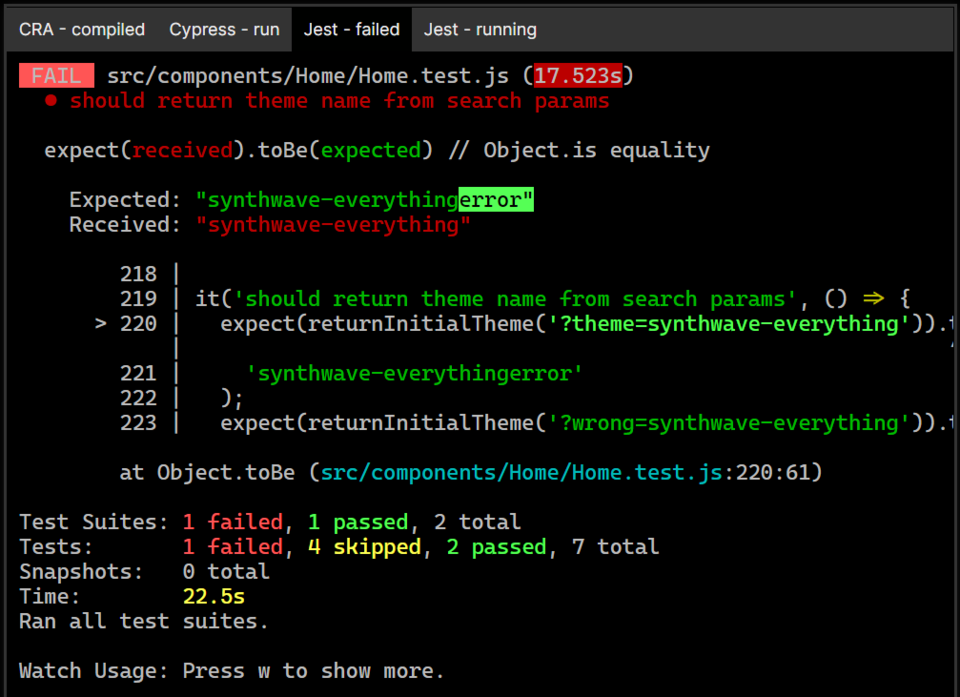 CRA - compiled Cypress - run Jest - failed Jest - running
FAIL src/components/Home/Home.test.js (17.523s)
● should return theme name from search params
expect(received).toBe(expected) // Object.is equality
Expected: "synthwave-everythingerror"
Received: "synthwave-everything"
218 |
219 | it('should return theme name from search params', () => {
> 220 | expect(returnInitialTheme('?theme=synthwave-everything')).
|
221 | 'synthwave-everythingerror'
222 | );
223 | expect(returnInitialTheme('?wrong=synthwave-everything')).
at Object.toBe (src/components/Home/Home.test.js:220:61)
Test Suites: 1 failed, 1 passed, 2 total
Tests: 1 failed, 4 skipped, 2 passed, 7 total
Snapshots: 0 total
Time: 22.5s
Ran all test suites.
Watch Usage: Press w to show more.